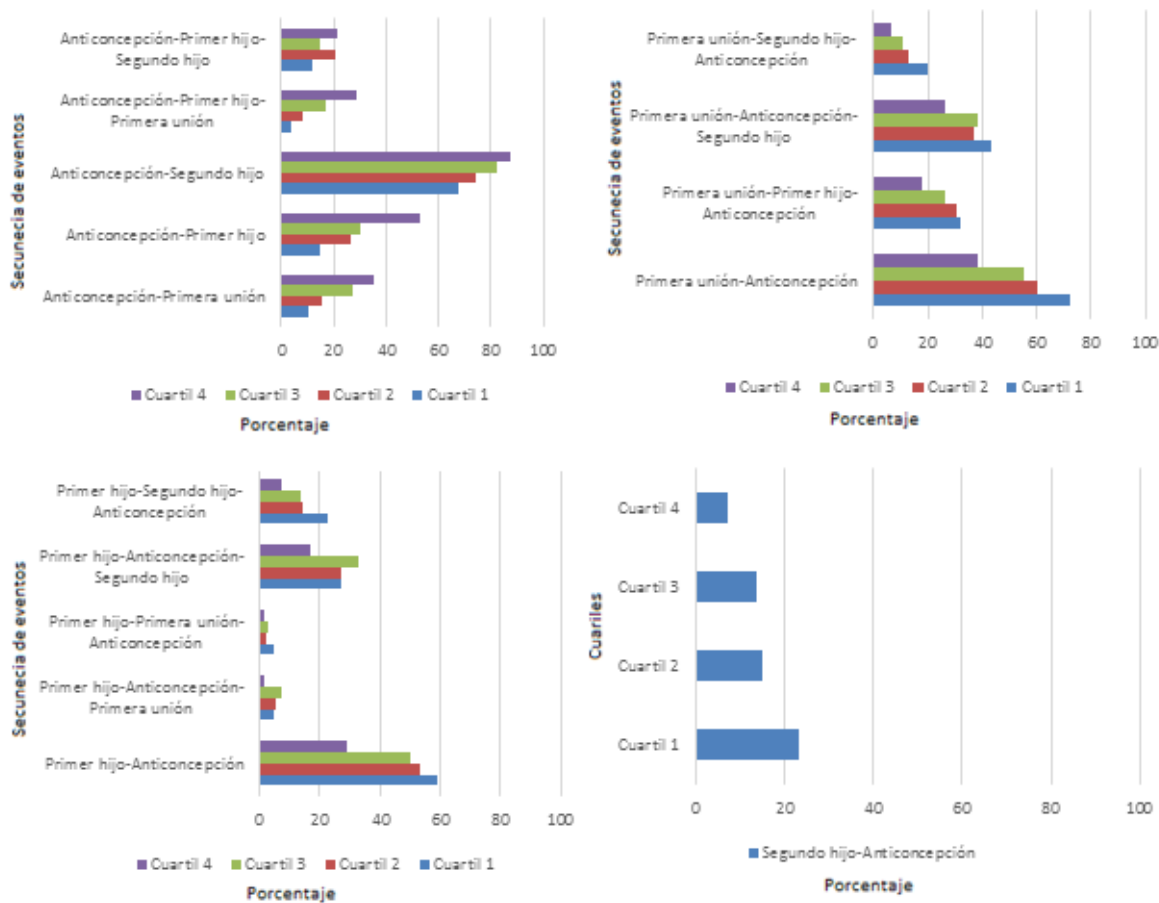 Secunecia de eventos
Anticoncepción-Primer hijo-
Segundo hijo
Anticoncepción-Primer hijo-
Primera unión
Anticoncepción-Segundo hijo
Anticoncepción-Primer hijo
Anticoncepción-Primera unión
0 20 40 60 80 100
Cuartil 4 Cuartil 3 Cuartil 2 Cuartil 1
Porcentaje
Secunecia de eventos
Primera unión-Segundo hijo-
Anticoncepción
Primera unión-Anticoncepción-
Segundo hijo
Primera unión-Primer hijo-
Anticoncepción
Primera unión-Anticoncepción
0 20 40 60 80 100
Cuartil 4 Cuartil 3 Cuartil 2 Cuartil 1
Porcentaje
Secunecia de eventos
Primer hijo-Segundo hijo-
Anticoncepción
Primer hijo-Anticoncepción-
Segundo hijo
Primer hijo-Primera unión-
Anticoncepción
Primer hijo-Anticoncepción-
Primera unión
Primer hijo-Anticoncepción
0 20 40 60 80 100
Cuartil 4 Cuartil 3 Cuartil 2 Cuartil 1
Porcentaje
Cuariles
Cuartil 4
Cuartil 3
Cuartil 2
Cuartil 1
0 20 40 60 80 100
Segundo hijo-Anticoncepción
Porcentaje